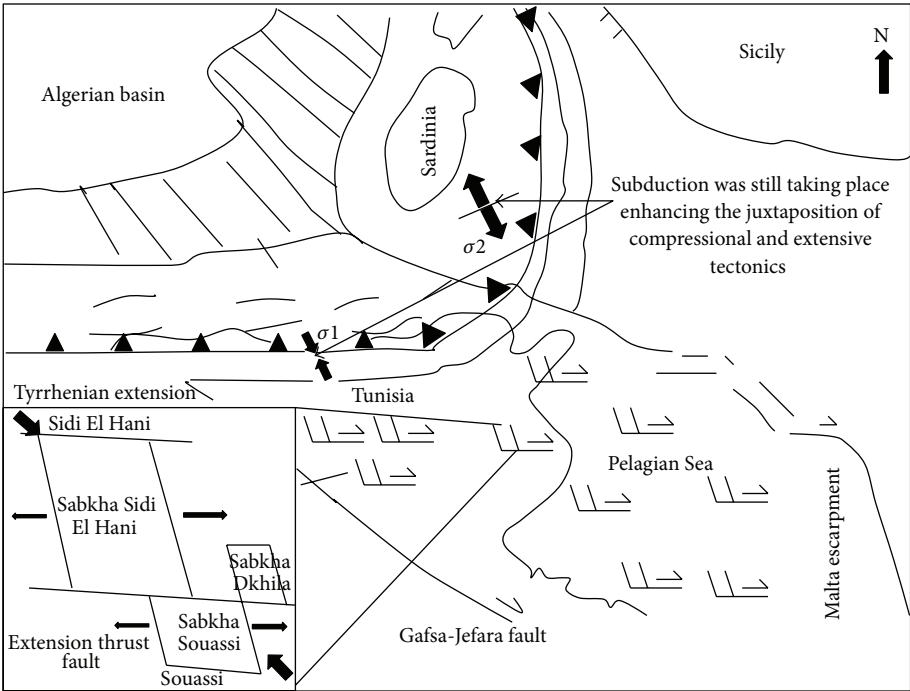 N
Sicily
Algerian basin
Sardinia
Subduction was still taking place
enhancing the juxtaposition of
compressional and extensive
tectonics
σ2
σ1
Tyrrhenian extension
Tunisia
Sidi El Hani
Pelagian Sea
Sabkha Sidi
El Hani
Malta escarpment
Sabkha
Dkhila
Sabkha
Souassi
Extension thrust
fault
Gafsa-Jefara fault
Souassi